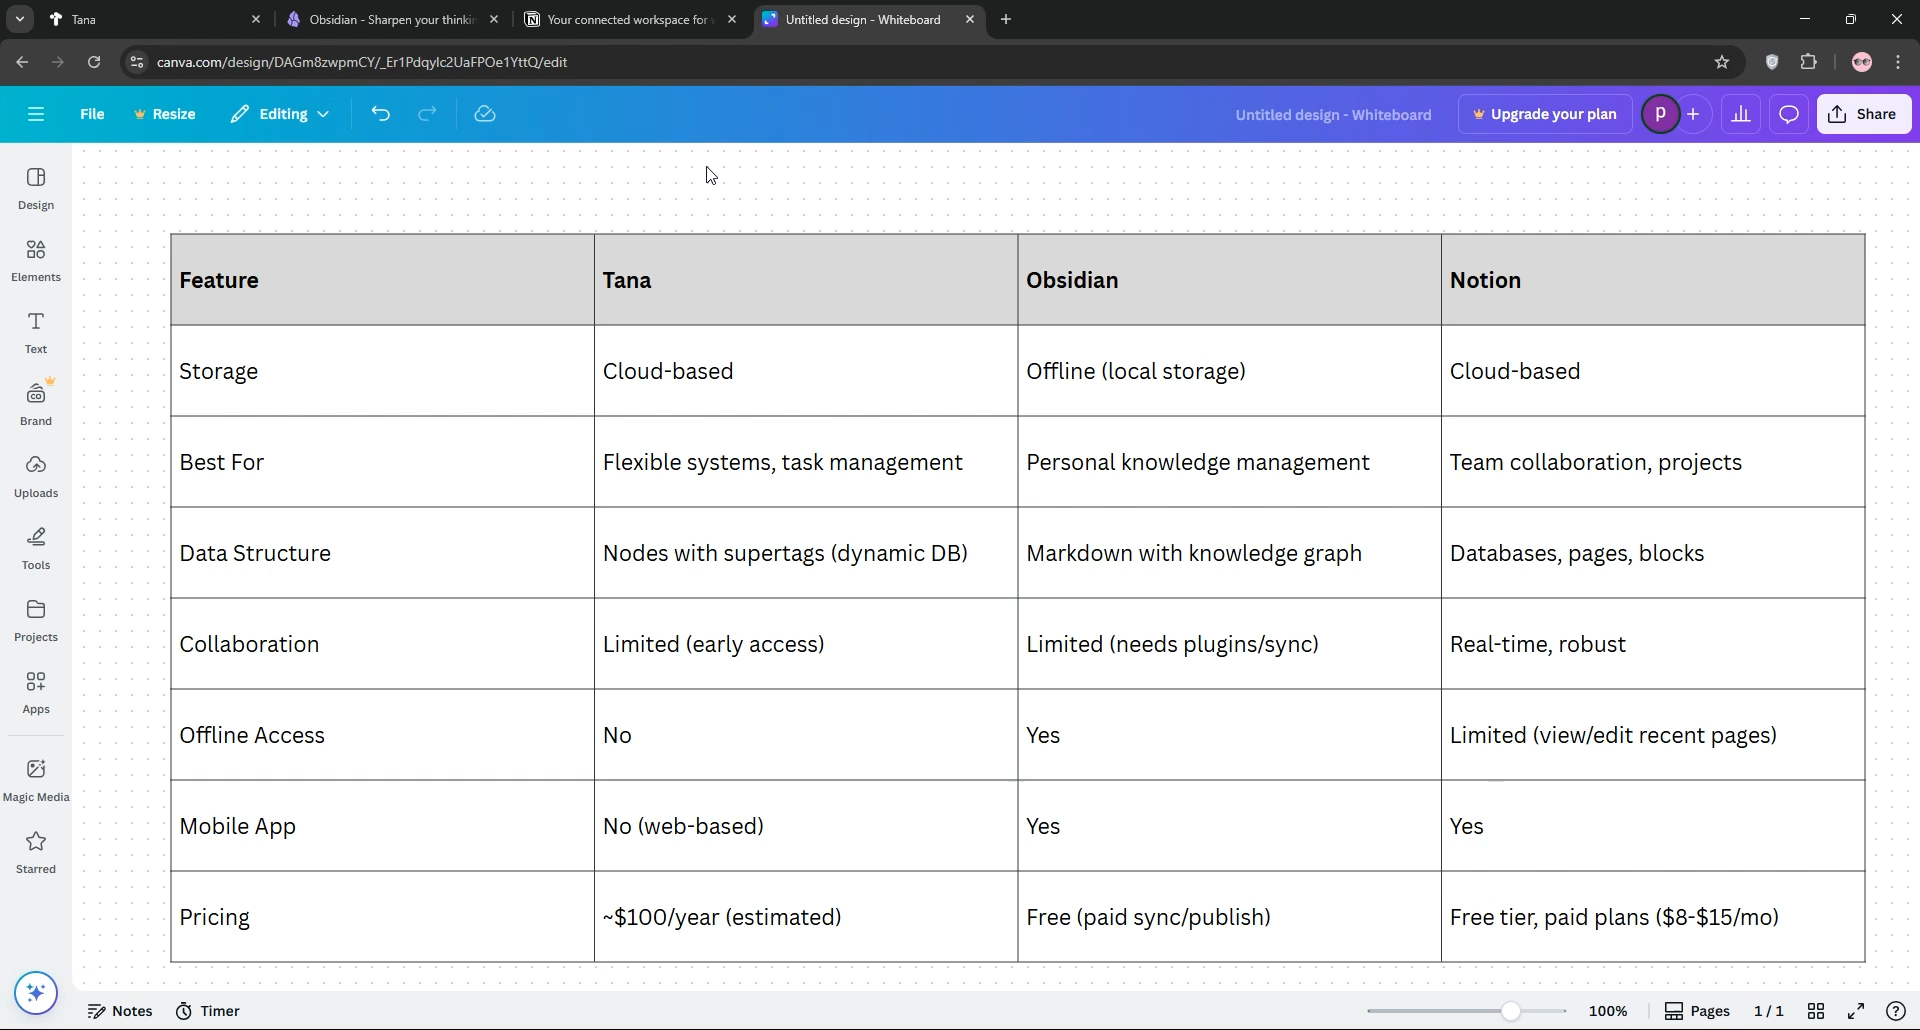 Tana
Obsidian - Sharpen your thinkin
Your connected workspace for
Untitled design - Whiteboard
canva.com/design/DAGm8zwpmCY/_Er1PdqyIc2UaFPOe1YttQ/edit
File
Resize
Editing
Untitled design - Whiteboard
Upgrade your plan
p
Share
Design
Elements
Text
Brand
Uploads
Tools
Projects
Apps
Magic Media
Starred
Feature Tana Obsidian Notion
Storage Cloud-based Offline (local storage) Cloud-based
Best For Flexible systems, task management Personal knowledge management Team collaboration, projects
Data Structure Nodes with supertags (dynamic DB) Markdown with knowledge graph Databases, pages, blocks
Collaboration Limited (early access) Limited (needs plugins/sync) Real-time, robust
Offline Access No Yes Limited (view/edit recent pages)
Mobile App No (web-based) Yes Yes
Pricing ~$100/year (estimated) Free (paid sync/publish) Free tier, paid plans ($8-$15/mo)
Notes
Timer
100%
Pages
1 / 1